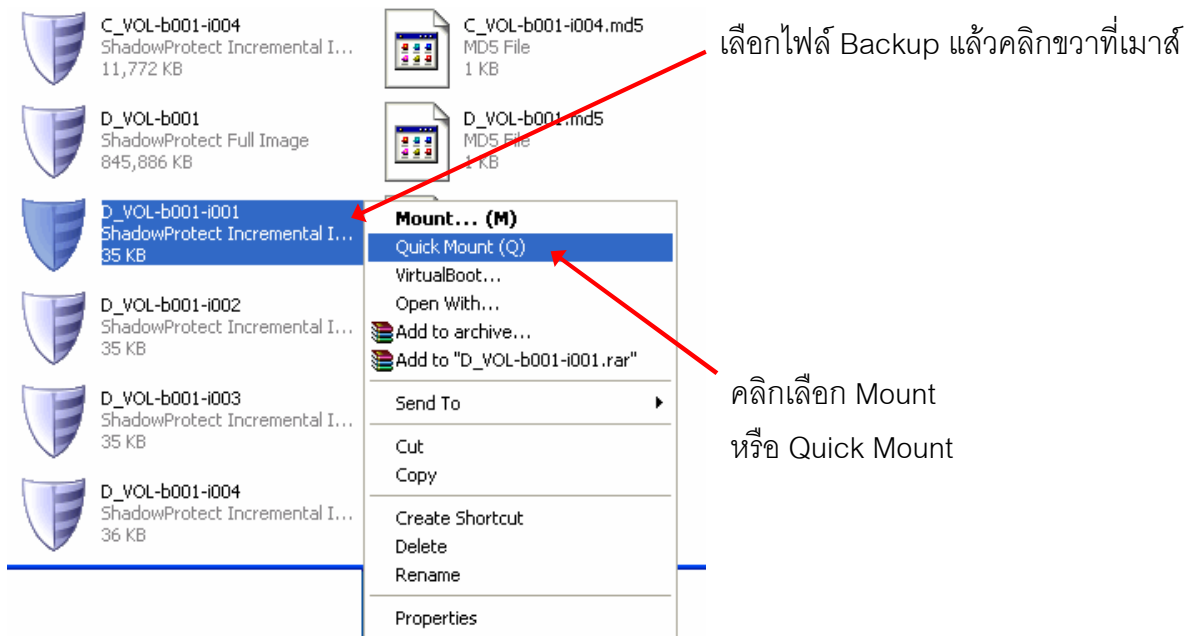 C_VOL-b001-i004
ShadowProtect Incremental I...
11,772 KB
C_VOL-b001-i004.md5
MD5 File
1 KB
เลือกไฟล์ Backup แล้วคลิกขวาที่เมาส์
D_VOL-b001
ShadowProtect Full Image
845,886 KB
D_VOL-b001.md5
MD5 File
1 KB
D_VOL-b001-i001
ShadowProtect Incremental I...
35 KB
Mount... (M)
Quick Mount (Q)
VirtualBoot...
Open With...
Add to archive...
Add to "D_VOL-b001-i001.rar"
Send To
Cut
Copy
Create Shortcut
Delete
Rename
Properties
D_VOL-b001-i002
ShadowProtect Incremental I...
35 KB
D_VOL-b001-i003
ShadowProtect Incremental I...
35 KB
D_VOL-b001-i004
ShadowProtect Incremental I...
36 KB
คลิกเลือก Mount
หรือ Quick Mount